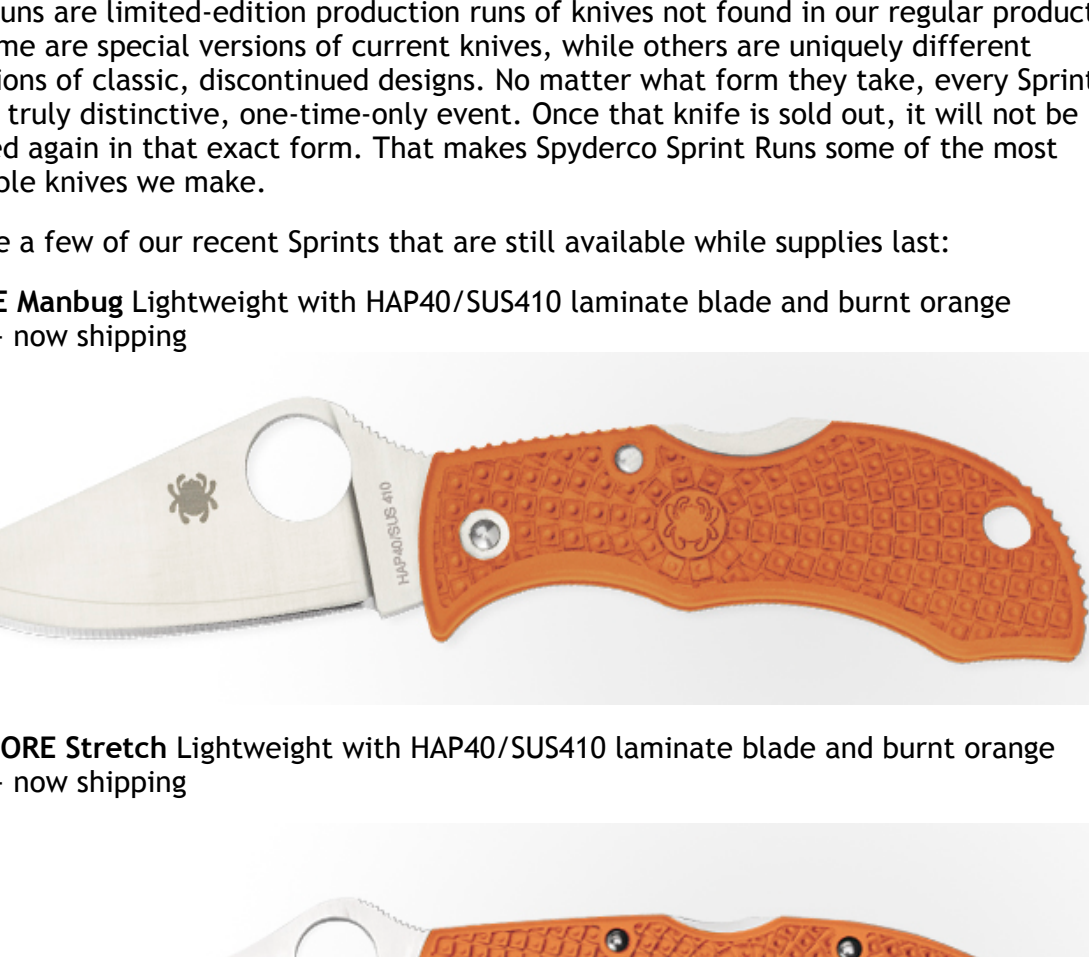 uns are limited-edition production runs of knives not found in our regular product
me are special versions of current knives, while others are uniquely different
ions of classic, discontinued designs. No matter what form they take, every Sprint
truly distinctive, one-time-only event. Once that knife is sold out, it will not be
ed again in that exact form. That makes Spyderco Sprint Runs some of the most
ble knives we make.
e a few of our recent Sprints that are still available while supplies last:
E Manbug Lightweight with HAP40/SUS410 laminate blade and burnt orange
- now shipping
HAP40/SUS 410
ORE Stretch Lightweight with HAP40/SUS410 laminate blade and burnt orange
- now shipping